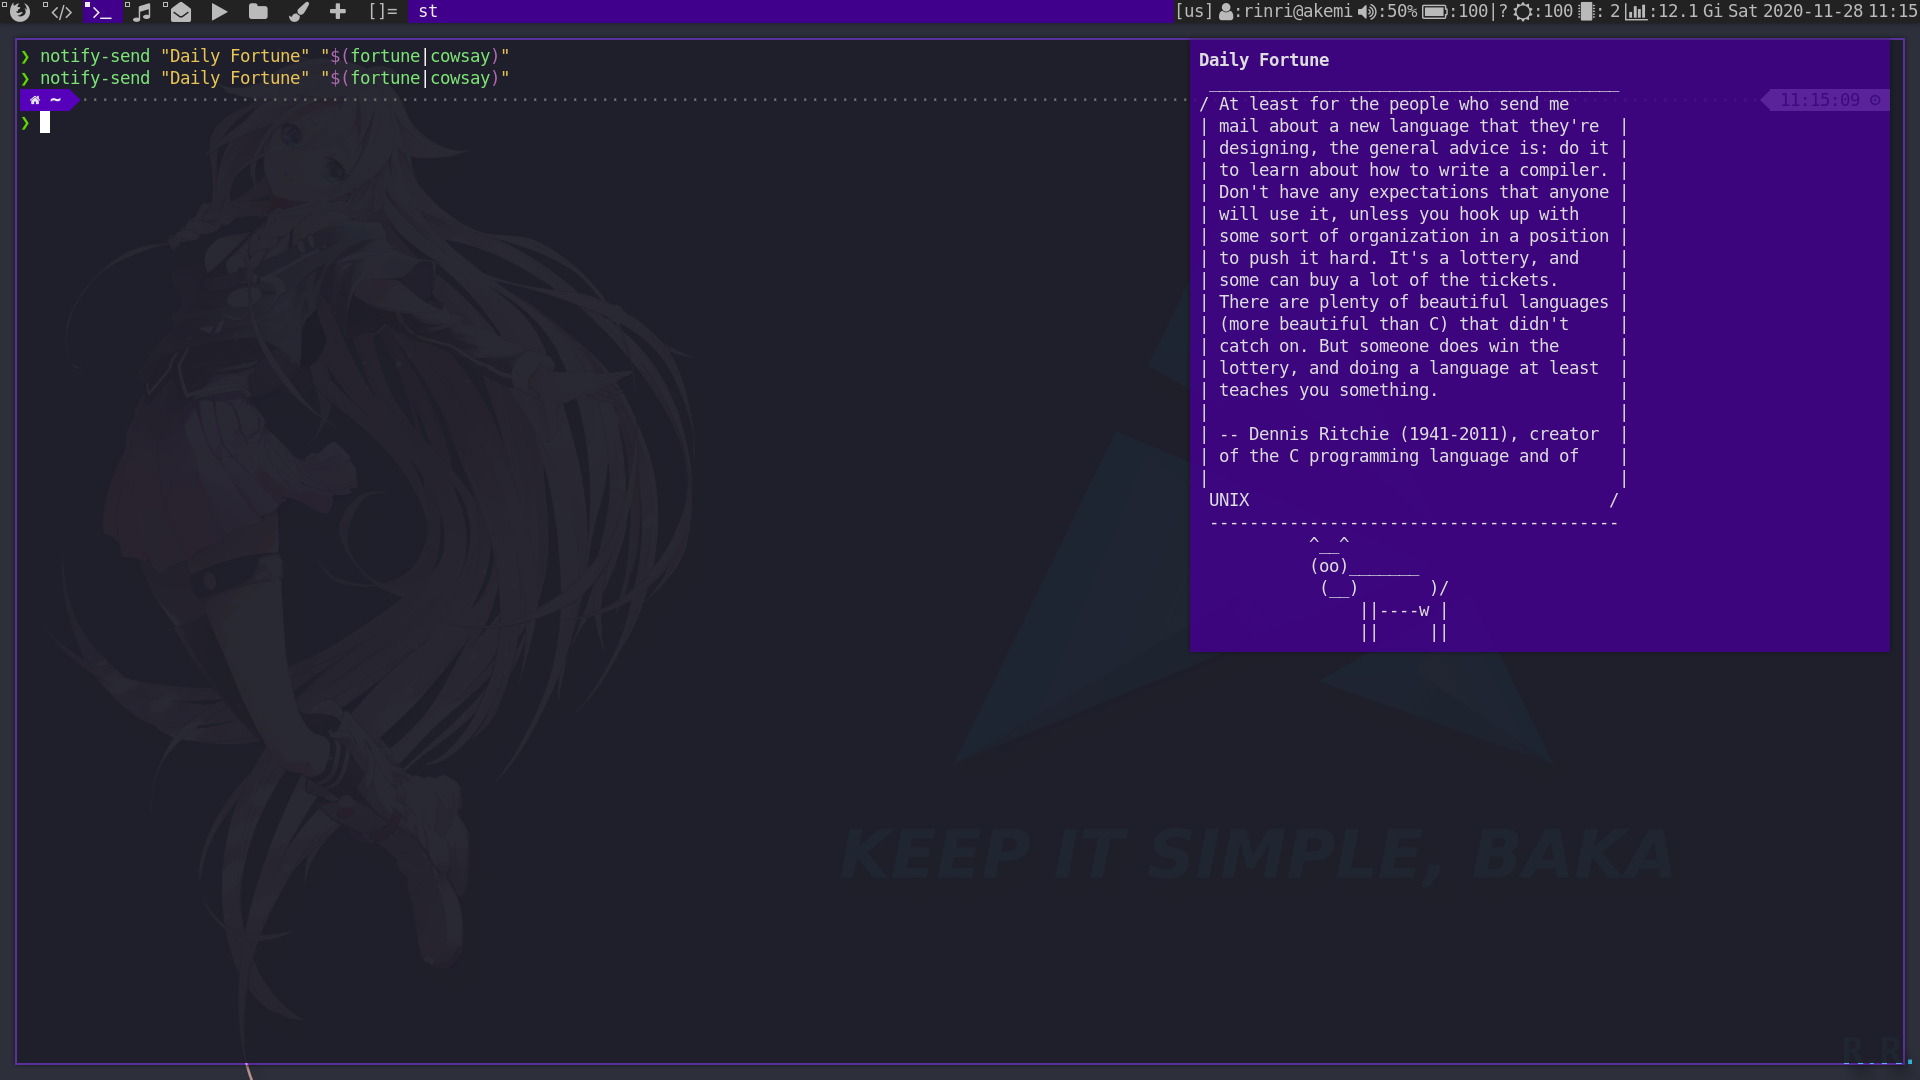 []= st [us] :rinri@akemi :50% :100|? :100 : 2 :12.1 Gi Sat 2020-11-28 11:15
❯ notify-send "Daily Fortune" "$(fortune|cowsay)"
❯ notify-send "Daily Fortune" "$(fortune|cowsay)"
~
11:15:09
❯
Daily Fortune
 _________________________________________
/ At least for the people who send me
| mail about a new language that they're  |
| designing, the general advice is: do it |
| to learn about how to write a compiler. |
| Don't have any expectations that anyone |
| will use it, unless you hook up with    |
| some sort of organization in a position |
| to push it hard. It's a lottery, and    |
| some can buy a lot of the tickets.      |
| There are plenty of beautiful languages |
| (more beautiful than C) that didn't     |
| catch on. But someone does win the      |
| lottery, and doing a language at least  |
| teaches you something.                  |
|                                         |
| -- Dennis Ritchie (1941-2011), creator  |
| of the C programming language and of    |
|                                         |
 UNIX                                    /
 -----------------------------------------
           ^__^
           (oo)_______
            (__)       )/
                ||----w |
                ||     ||
KEEP IT SIMPLE, BAKA
R.R.